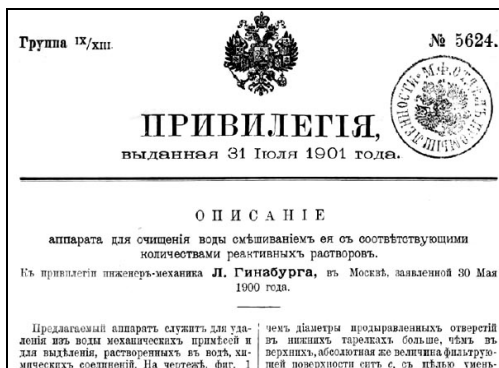 Группа IX/XIII.
№ 5624.
М.Ф. ОТДѢЛЪ ПРОМЫШЛЕННОСТИ
ПРИВИЛЕГІЯ,
выданная 31 Іюля 1901 года.
ОПИСАНІЕ
аппарата для очищенія воды смѣшиваніемъ ея съ соотвѣтствующими
количествами реактивныхъ растворовъ.
Къ привилегіи инженеръ-механика Л. Гинзбурга, въ Москвѣ, заявленной 30 Мая
1900 года.
Предлагаемый аппаратъ служитъ для уда-
ленія изъ воды механическихъ примѣсей и
для выдѣленія, растворенныхъ въ водѣ, хи-
мическихъ соединеній. На чертежѣ, фиг. 1
чемъ діаметры продыравленныхъ отверстій
въ нижнихъ тарелкахъ больше, чѣмъ въ
верхнихъ, абсолютная же величина фильтрую-
щей поверхности ситъ c, съ цѣлью умень-